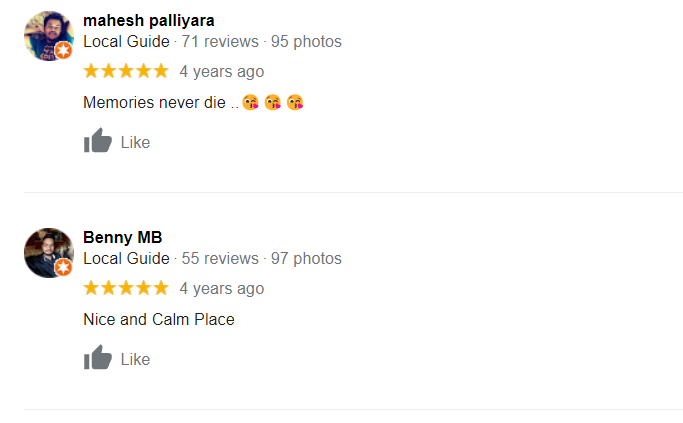 mahesh palliyara
Local Guide · 71 reviews · 95 photos
4 years ago
Memories never die ..😘 😘 😘
Like
Benny MB
Local Guide · 55 reviews · 97 photos
4 years ago
Nice and Calm Place
Like